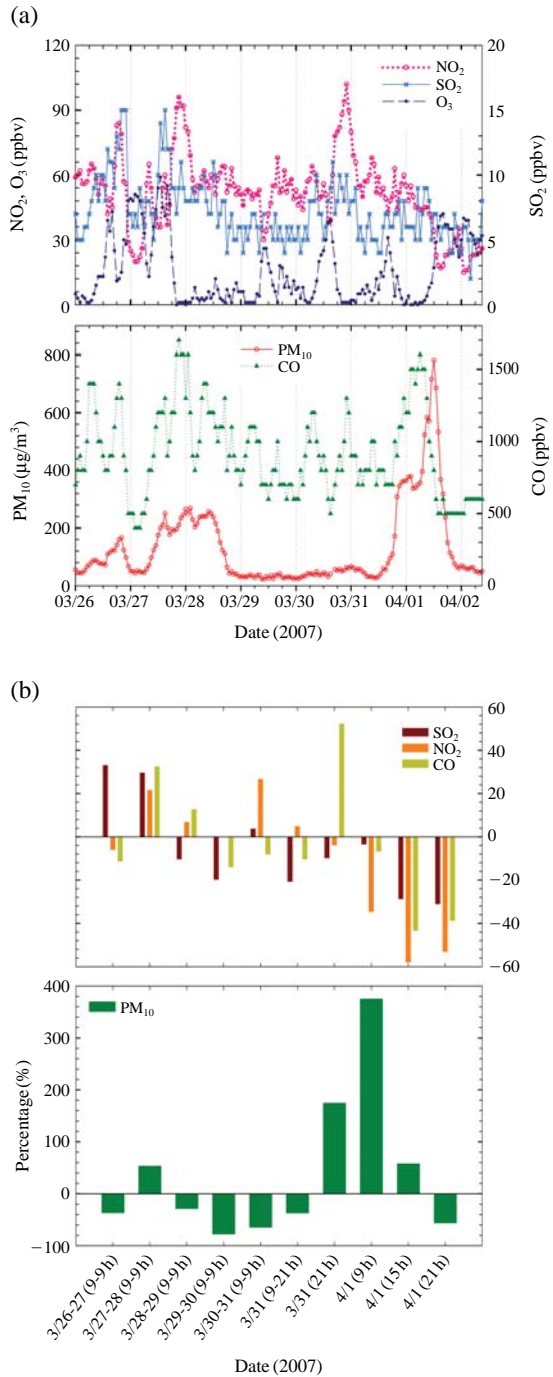 (a)
120
90
60
30
0
NO₂, O₃ (ppbv)
NO₂
SO₂
O₃
20
15
10
5
0
SO₂ (ppbv)
800
600
400
200
0
PM₁₀ (µg/m³)
PM₁₀
CO
1500
1000
500
0
CO (ppbv)
03/26 03/27 03/28 03/29 03/30 03/31 04/01 04/02
Date (2007)
(b)
SO₂
NO₂
CO
60
40
20
0
−20
−40
−60
400
300
200
100
0
−100
Percentage (%)
PM₁₀
3/26-27 (9-9h)
3/27-28 (9-9h)
3/28-29 (9-9h)
3/29-30 (9-9h)
3/30-31 (9-9h)
3/31 (9-21h)
3/31 (21h)
4/1 (9h)
4/1 (15h)
4/1 (21h)
Date (2007)